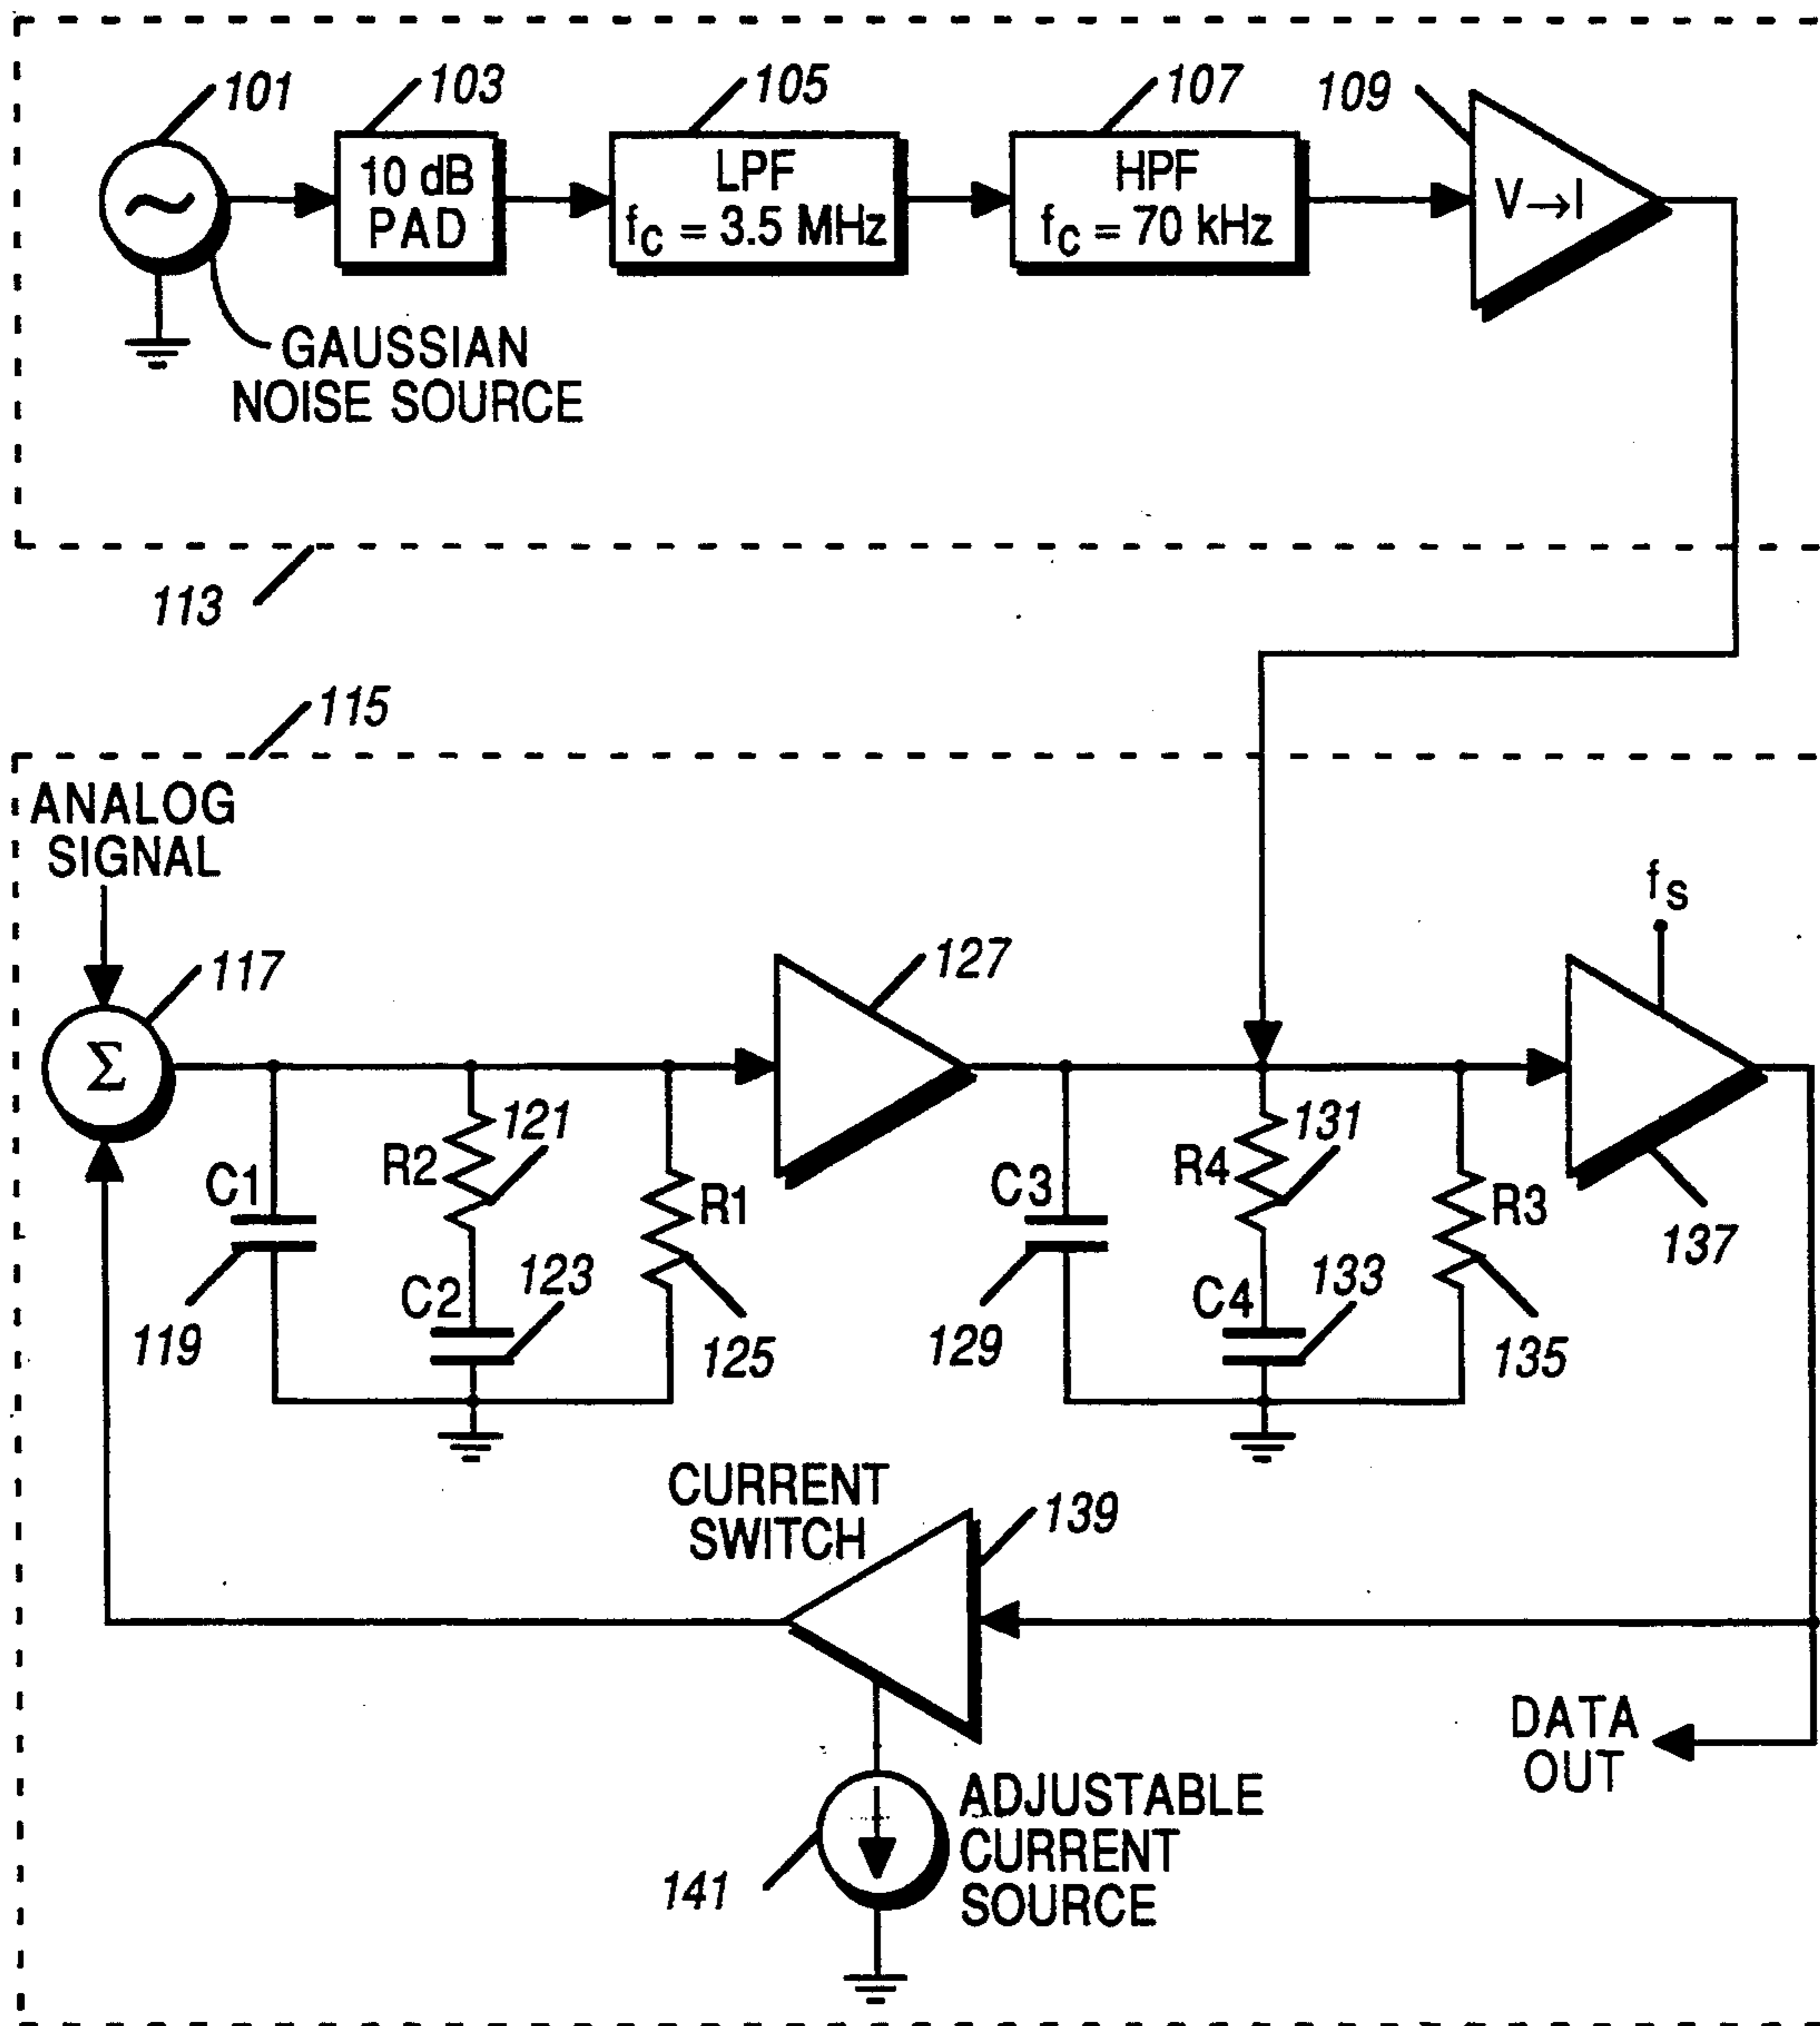 101
103
105
107
109
10 dB
PAD
LPF
fC = 3.5 MHz
HPF
fC = 70 kHz
V→I
GAUSSIAN
NOISE SOURCE
113
115
ANALOG
SIGNAL
fS
117
127
Σ
121
131
C1
R2
R1
C3
R4
R3
137
123
133
C2
C4
119
125
129
135
CURRENT
SWITCH
139
DATA
OUT
ADJUSTABLE
CURRENT
SOURCE
141